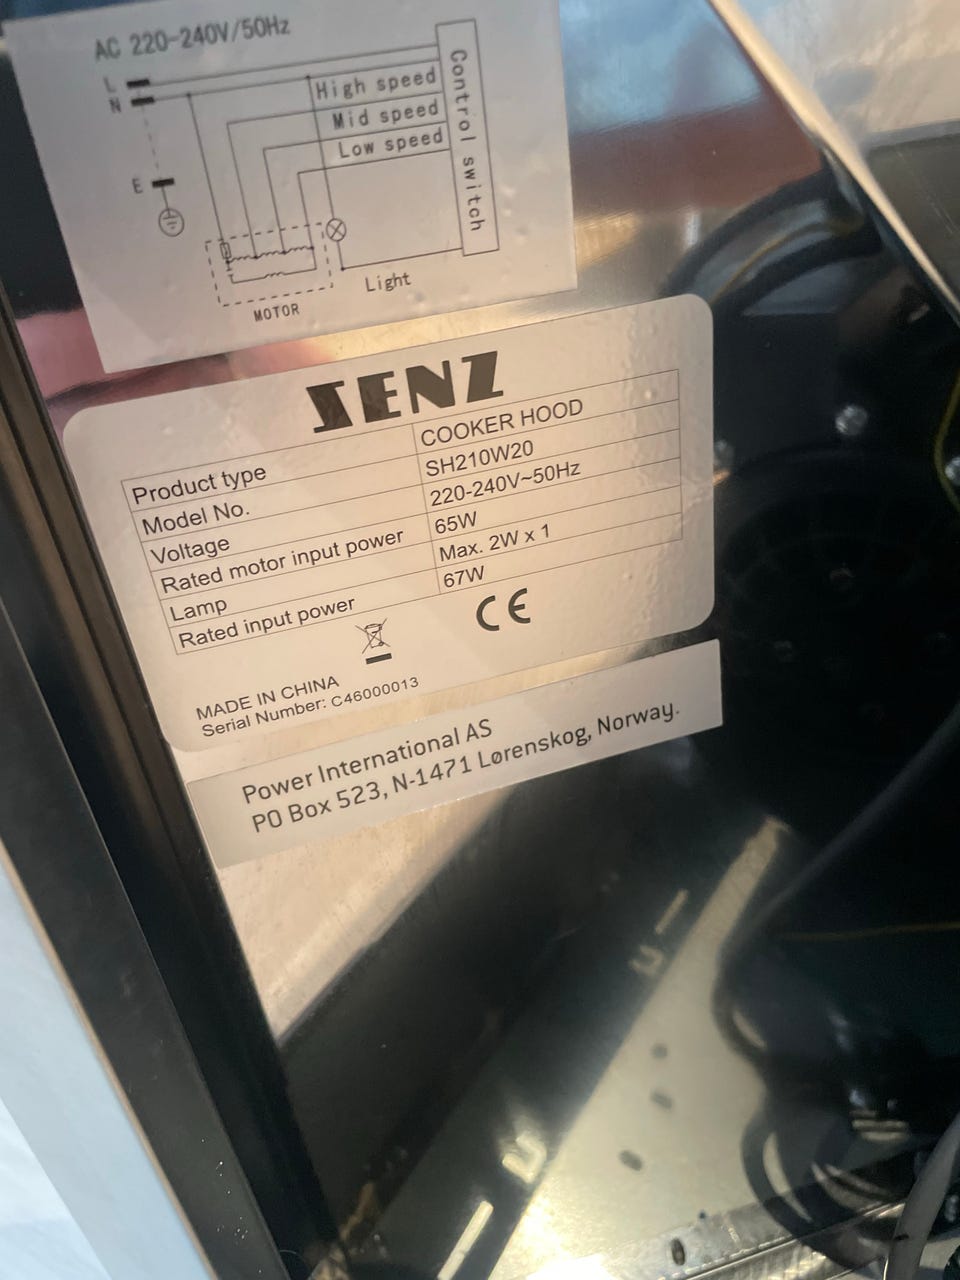 AC 220-240V/50Hz
L
N
High speed
Mid speed
Low speed
Control switch
E
Light
MOTOR
SENZ
Product type COOKER HOOD
Model No. SH210W20
Voltage 220-240V~50Hz
Rated motor input power 65W
Lamp Max. 2W x 1
Rated input power 67W
CE
MADE IN CHINA
Serial Number: C46000013
Power International AS
PO Box 523, N-1471 Lørenskog, Norway.